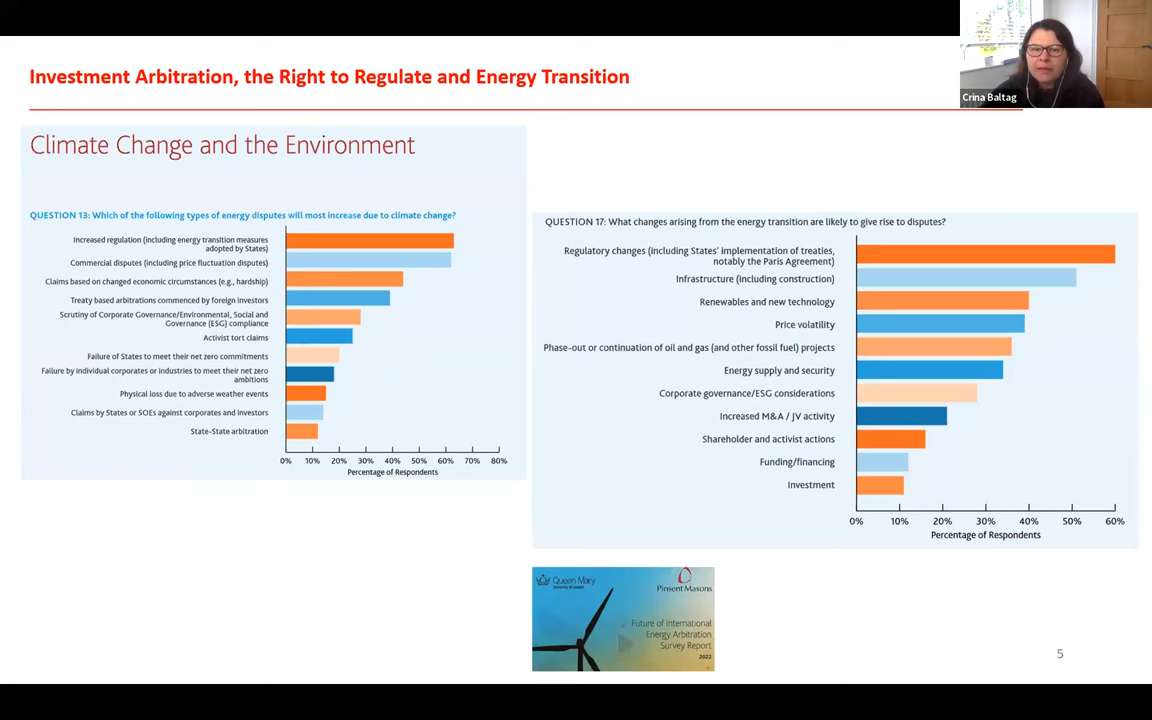 Investment Arbitration, the Right to Regulate and Energy Transition
Crina Baltag
Climate Change and the Environment
QUESTION 13: Which of the following types of energy disputes will most increase due to climate change?
Increased regulation (including energy transition measures
adopted by States)
Commercial disputes (including price fluctuation disputes)
Claims based on changed economic circumstances (e.g., hardship)
Treaty based arbitrations commenced by foreign investors
Scrutiny of Corporate Governance/Environmental, Social and
Governance (ESG) compliance
Activist tort claims
Failure of States to meet their net zero commitments
Failure by individual corporates or industries to meet their net zero
ambitions
Physical loss due to adverse weather events
Claims by States or SOEs against corporates and investors
State-State arbitration
0% 10% 20% 30% 40% 50% 60% 70% 80%
Percentage of Respondents
QUESTION 17: What changes arising from the energy transition are likely to give rise to disputes?
Regulatory changes (including States' implementation of treaties,
notably the Paris Agreement)
Infrastructure (including construction)
Renewables and new technology
Price volatility
Phase-out or continuation of oil and gas (and other fossil fuel) projects
Energy supply and security
Corporate governance/ESG considerations
Increased M&A / JV activity
Shareholder and activist actions
Funding/financing
Investment
0% 10% 20% 30% 40% 50% 60%
Percentage of Respondents
Queen Mary
University of London
Pinsent Masons
Future of International
Energy Arbitration
Survey Report
2022
5